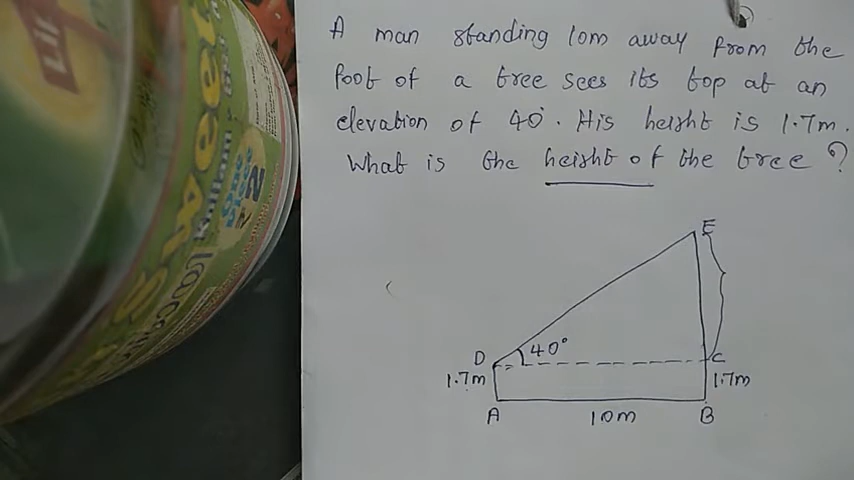 A man standing 10m away from the
foot of a tree sees its top at an
elevation of 40°. His height is 1.7m.
What is the height of the tree?
E
D 40° C
1.7m 1.7m
A 10m B
SWEET